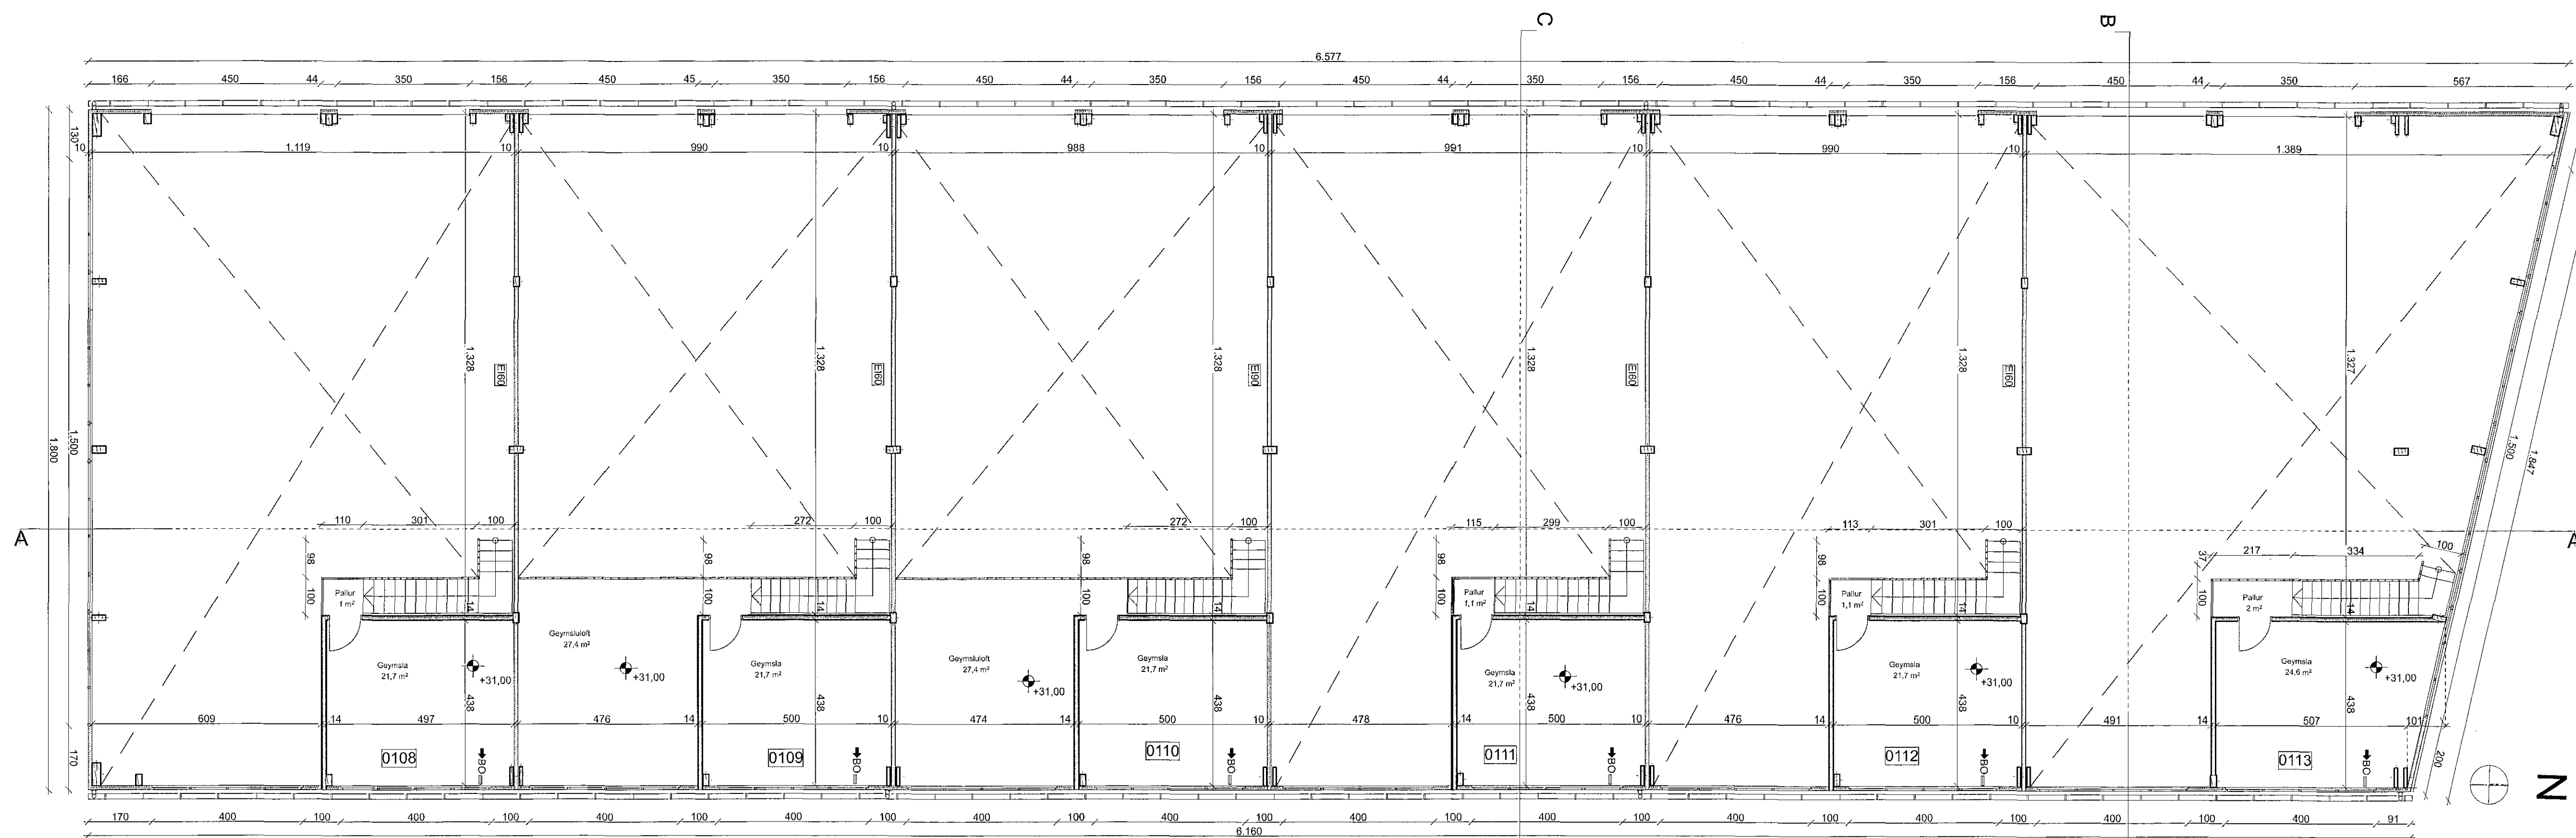 C
B
6.577
166 450 44 350 156 450 45 350 156 450 44 350 156 450 44 350 156 450 44 350 156 450 44 350 567
130
10 1.119 10 990 10 988 10 991 10 990 10 1.389
1.328 1.328 1.328 1.328 1.328 1.327
EI60 EI60 EI90 EI60 EI60
1.800
1.500
1.500
1.847
A
A
110 301 100 272 100 272 100 115 299 100 113 301 100 217 334 100
98 98 98 98 98 37
100 100 100 100 100 100
Pallur
1 m²
Pallur
1,1 m²
Pallur
1,1 m²
Pallur
2 m²
14 14 14 14 14 14
Geymsla
21,7 m²
+31,00
Geymsluloft
27,4 m²
+31,00
Geymsla
21,7 m²
Geymsluloft
27,4 m²
+31,00
Geymsla
21,7 m²
Geymsla
21,7 m²
+31,00
Geymsla
21,7 m²
+31,00
Geymsla
24,6 m²
+31,00
438 438 438 438 438 438
609 14 497 476 14 500 10 474 14 500 10 478 14 500 10 476 14 500 10 491 14 507 101
170
200
0108 BO 0109 BO 0110 BO 0111 BO 0112 BO 0113 BO
N
170 400 100 400 100 400 100 400 100 400 100 400 100 400 100 400 100 400 100 400 100 400 100 400 91
6.160